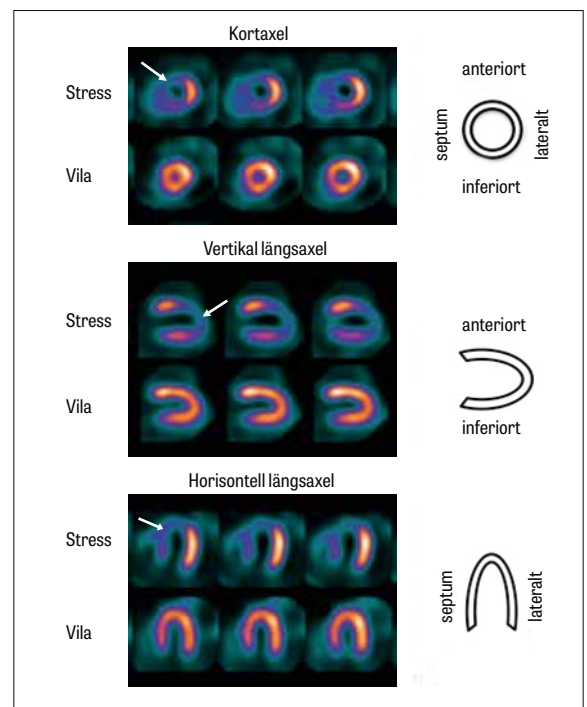 Kortaxel
Stress
Vila
anteriort
septum
lateralt
inferiort
Vertikal längsaxel
Stress
Vila
anteriort
inferiort
Horisontell längsaxel
Stress
Vila
septum
lateralt